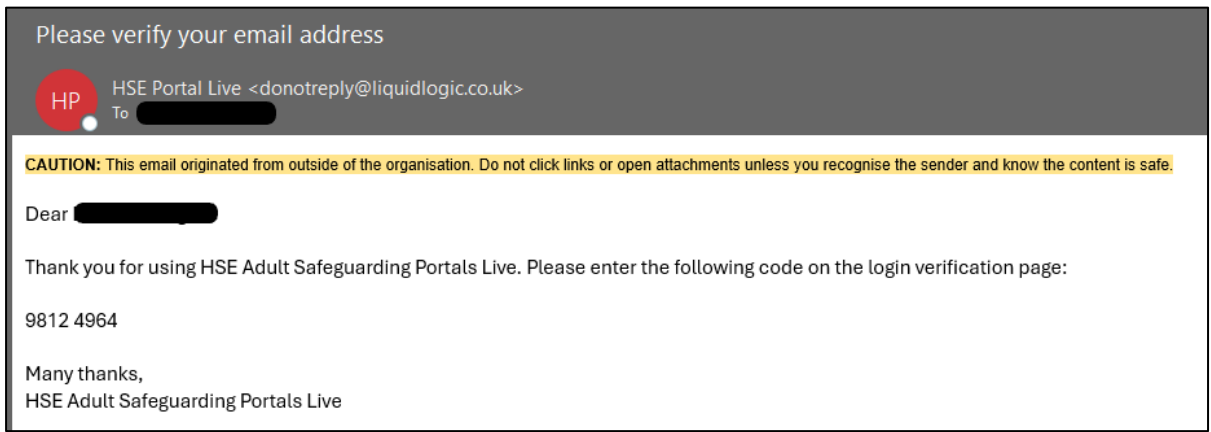 Please verify your email address
HP
HSE Portal Live <donotreply@liquidlogic.co.uk>
To
CAUTION: This email originated from outside of the organisation. Do not click links or open attachments unless you recognise the sender and know the content is safe.
Dear
Thank you for using HSE Adult Safeguarding Portals Live. Please enter the following code on the login verification page:
9812 4964
Many thanks,
HSE Adult Safeguarding Portals Live